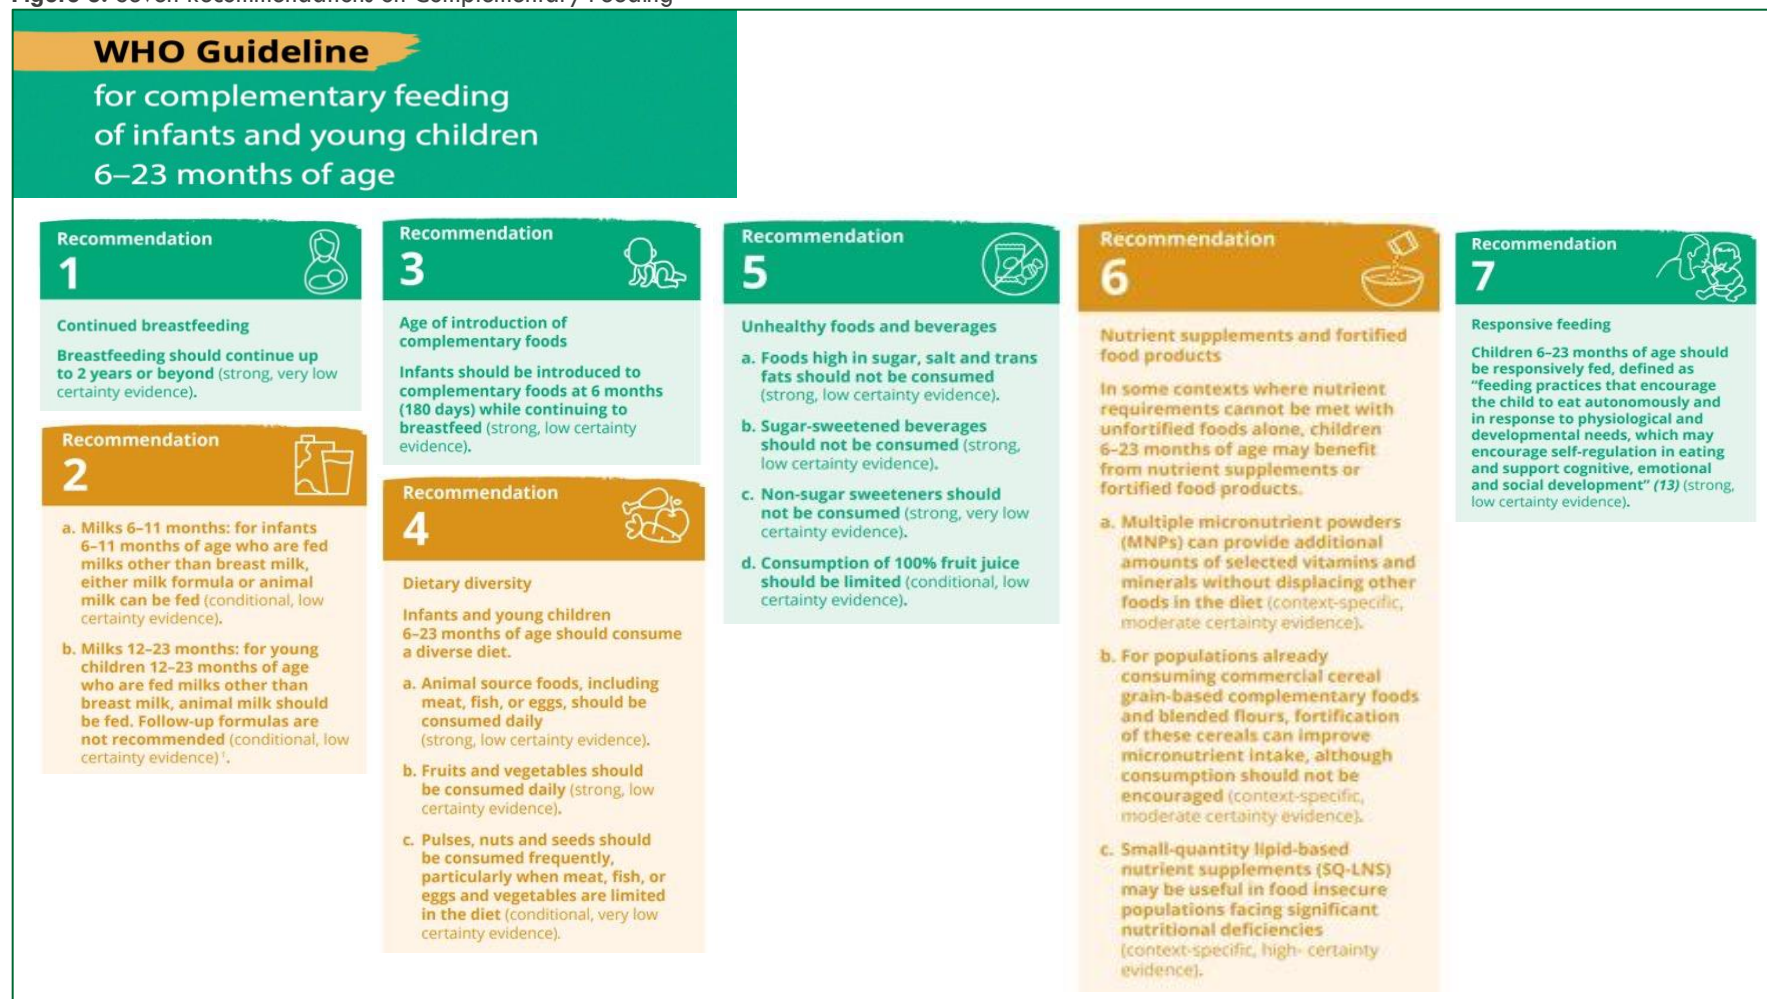 Figure 3. Seven Recommendations on Complementary Feeding
WHO Guideline
for complementary feeding
of infants and young children
6–23 months of age
Recommendation
1
Continued breastfeeding
Breastfeeding should continue up
to 2 years or beyond (strong, very low
certainty evidence).
Recommendation
2
a. Milks 6–11 months: for infants
6–11 months of age who are fed
milks other than breast milk,
either milk formula or animal
milk can be fed (conditional, low
certainty evidence).
b. Milks 12–23 months: for young
children 12–23 months of age
who are fed milks other than
breast milk, animal milk should
be fed. Follow-up formulas are
not recommended (conditional, low
certainty evidence) ⁷.
Recommendation
3
Age of introduction of
complementary foods
Infants should be introduced to
complementary foods at 6 months
(180 days) while continuing to
breastfeed (strong, low certainty
evidence).
Recommendation
4
Dietary diversity
Infants and young children
6–23 months of age should consume
a diverse diet.
a. Animal source foods, including
meat, fish, or eggs, should be
consumed daily
(strong, low certainty evidence).
b. Fruits and vegetables should
be consumed daily (strong, low
certainty evidence).
c. Pulses, nuts and seeds should
be consumed frequently,
particularly when meat, fish, or
eggs and vegetables are limited
in the diet (conditional, very low
certainty evidence).
Recommendation
5
Unhealthy foods and beverages
a. Foods high in sugar, salt and trans
fats should not be consumed
(strong, low certainty evidence).
b. Sugar-sweetened beverages
should not be consumed (strong,
low certainty evidence).
c. Non-sugar sweeteners should
not be consumed (strong, very low
certainty evidence).
d. Consumption of 100% fruit juice
should be limited (conditional, low
certainty evidence).
Recommendation
6
Nutrient supplements and fortified
food products
In some contexts where nutrient
requirements cannot be met with
unfortified foods alone, children
6–23 months of age may benefit
from nutrient supplements or
fortified food products.
a. Multiple micronutrient powders
(MNPs) can provide additional
amounts of selected vitamins and
minerals without displacing other
foods in the diet (context-specific,
moderate certainty evidence).
b. For populations already
consuming commercial cereal
grain-based complementary foods
and blended flours, fortification
of these cereals can improve
micronutrient intake, although
consumption should not be
encouraged (context-specific,
moderate certainty evidence).
c. Small-quantity lipid-based
nutrient supplements (SQ-LNS)
may be useful in food insecure
populations facing significant
nutritional deficiencies
(context-specific, high- certainty
evidence).
Recommendation
7
Responsive feeding
Children 6–23 months of age should
be responsively fed, defined as
“feeding practices that encourage
the child to eat autonomously and
in response to physiological and
developmental needs, which may
encourage self-regulation in eating
and support cognitive, emotional
and social development” (13) (strong,
low certainty evidence).